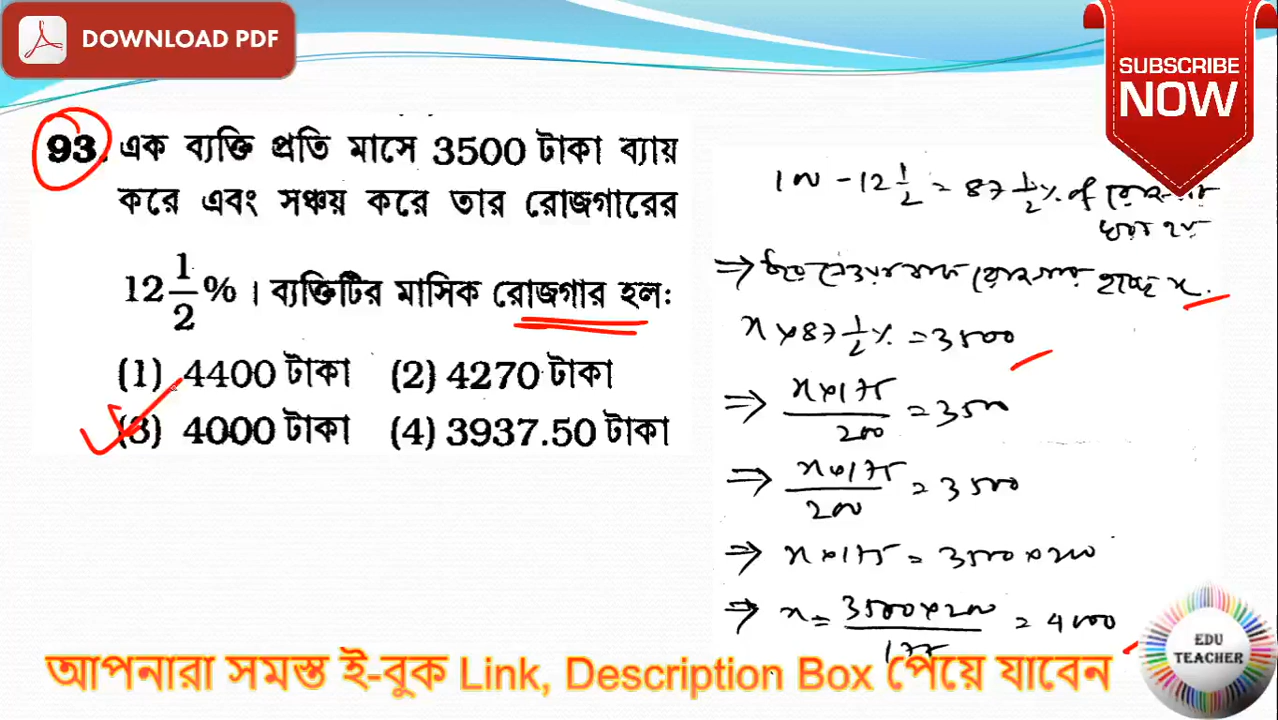 DOWNLOAD PDF
SUBSCRIBE
NOW
93. এক ব্যক্তি প্রতি মাসে 3500 টাকা ব্যায়
করে এবং সঞ্চয় করে তার রোজগারের
12 1/2 %। ব্যক্তিটির মাসিক রোজগার হল:
(1) 4400 টাকা (2) 4270 টাকা
(3) 4000 টাকা (4) 3937.50 টাকা
100 - 12 1/2 = 87 1/2 % of
⇒ রোজগার হচ্ছে x.
x × 87 1/2 % = 3500
⇒ x × 175 / 200 = 3500
⇒ x × 175 / 200 = 3500
⇒ x × 175 = 3500 × 200
⇒ x = 3500 × 200 / 175 = 4000
EDU
TEACHER
আপনারা সমস্ত ই-বুক Link, Description Box পেয়ে যাবেন